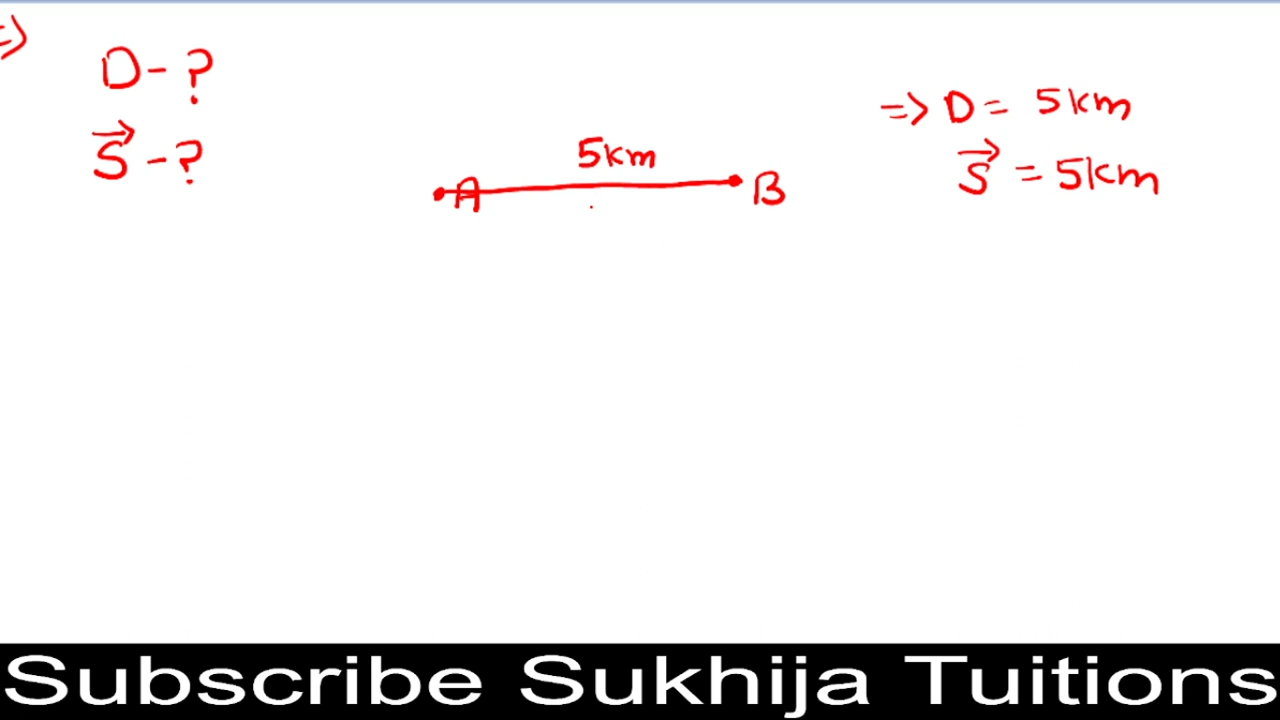 =>
D - ?
S⃗ - ?
5km
A
B
=> D = 5km
S⃗ = 5km
Subscribe Sukhija Tuitions